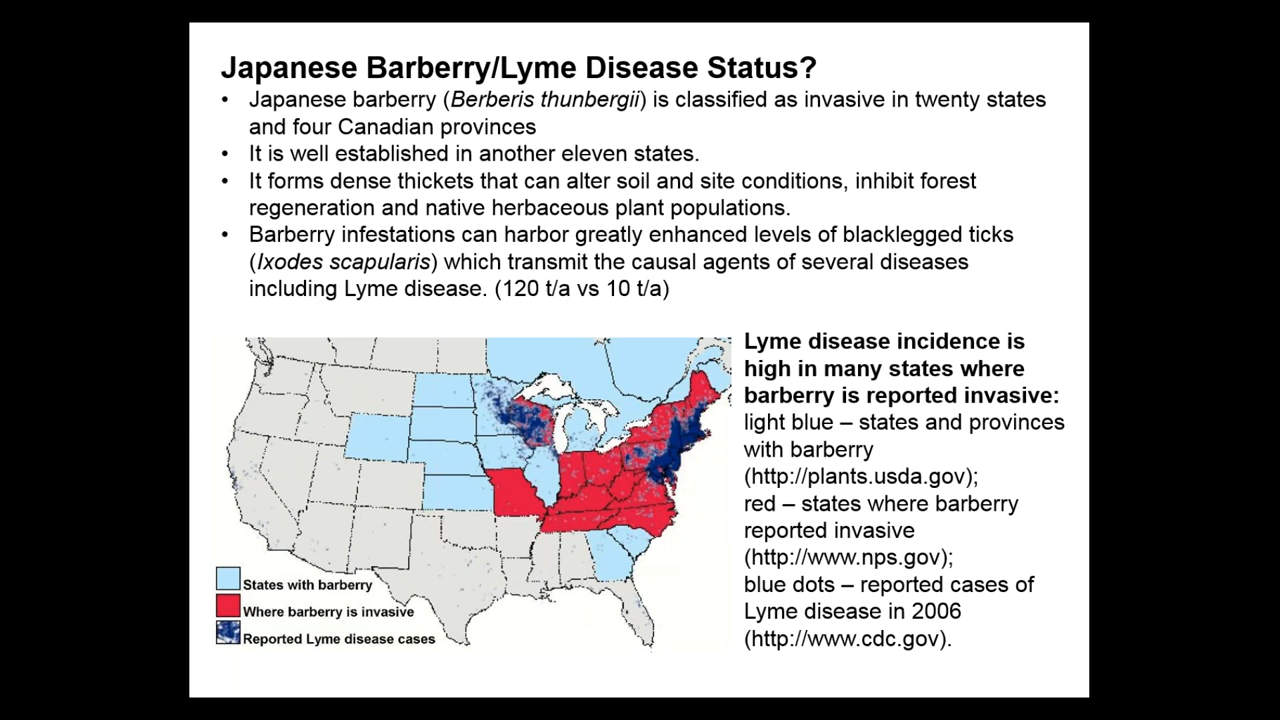 Japanese Barberry/Lyme Disease Status?
• Japanese barberry (Berberis thunbergii) is classified as invasive in twenty states
and four Canadian provinces
• It is well established in another eleven states.
• It forms dense thickets that can alter soil and site conditions, inhibit forest
regeneration and native herbaceous plant populations.
• Barberry infestations can harbor greatly enhanced levels of blacklegged ticks
(Ixodes scapularis) which transmit the causal agents of several diseases
including Lyme disease. (120 t/a vs 10 t/a)
States with barberry
Where barberry is invasive
Reported Lyme disease cases
Lyme disease incidence is
high in many states where
barberry is reported invasive:
light blue – states and provinces
with barberry
(http://plants.usda.gov);
red – states where barberry
reported invasive
(http://www.nps.gov);
blue dots – reported cases of
Lyme disease in 2006
(http://www.cdc.gov).